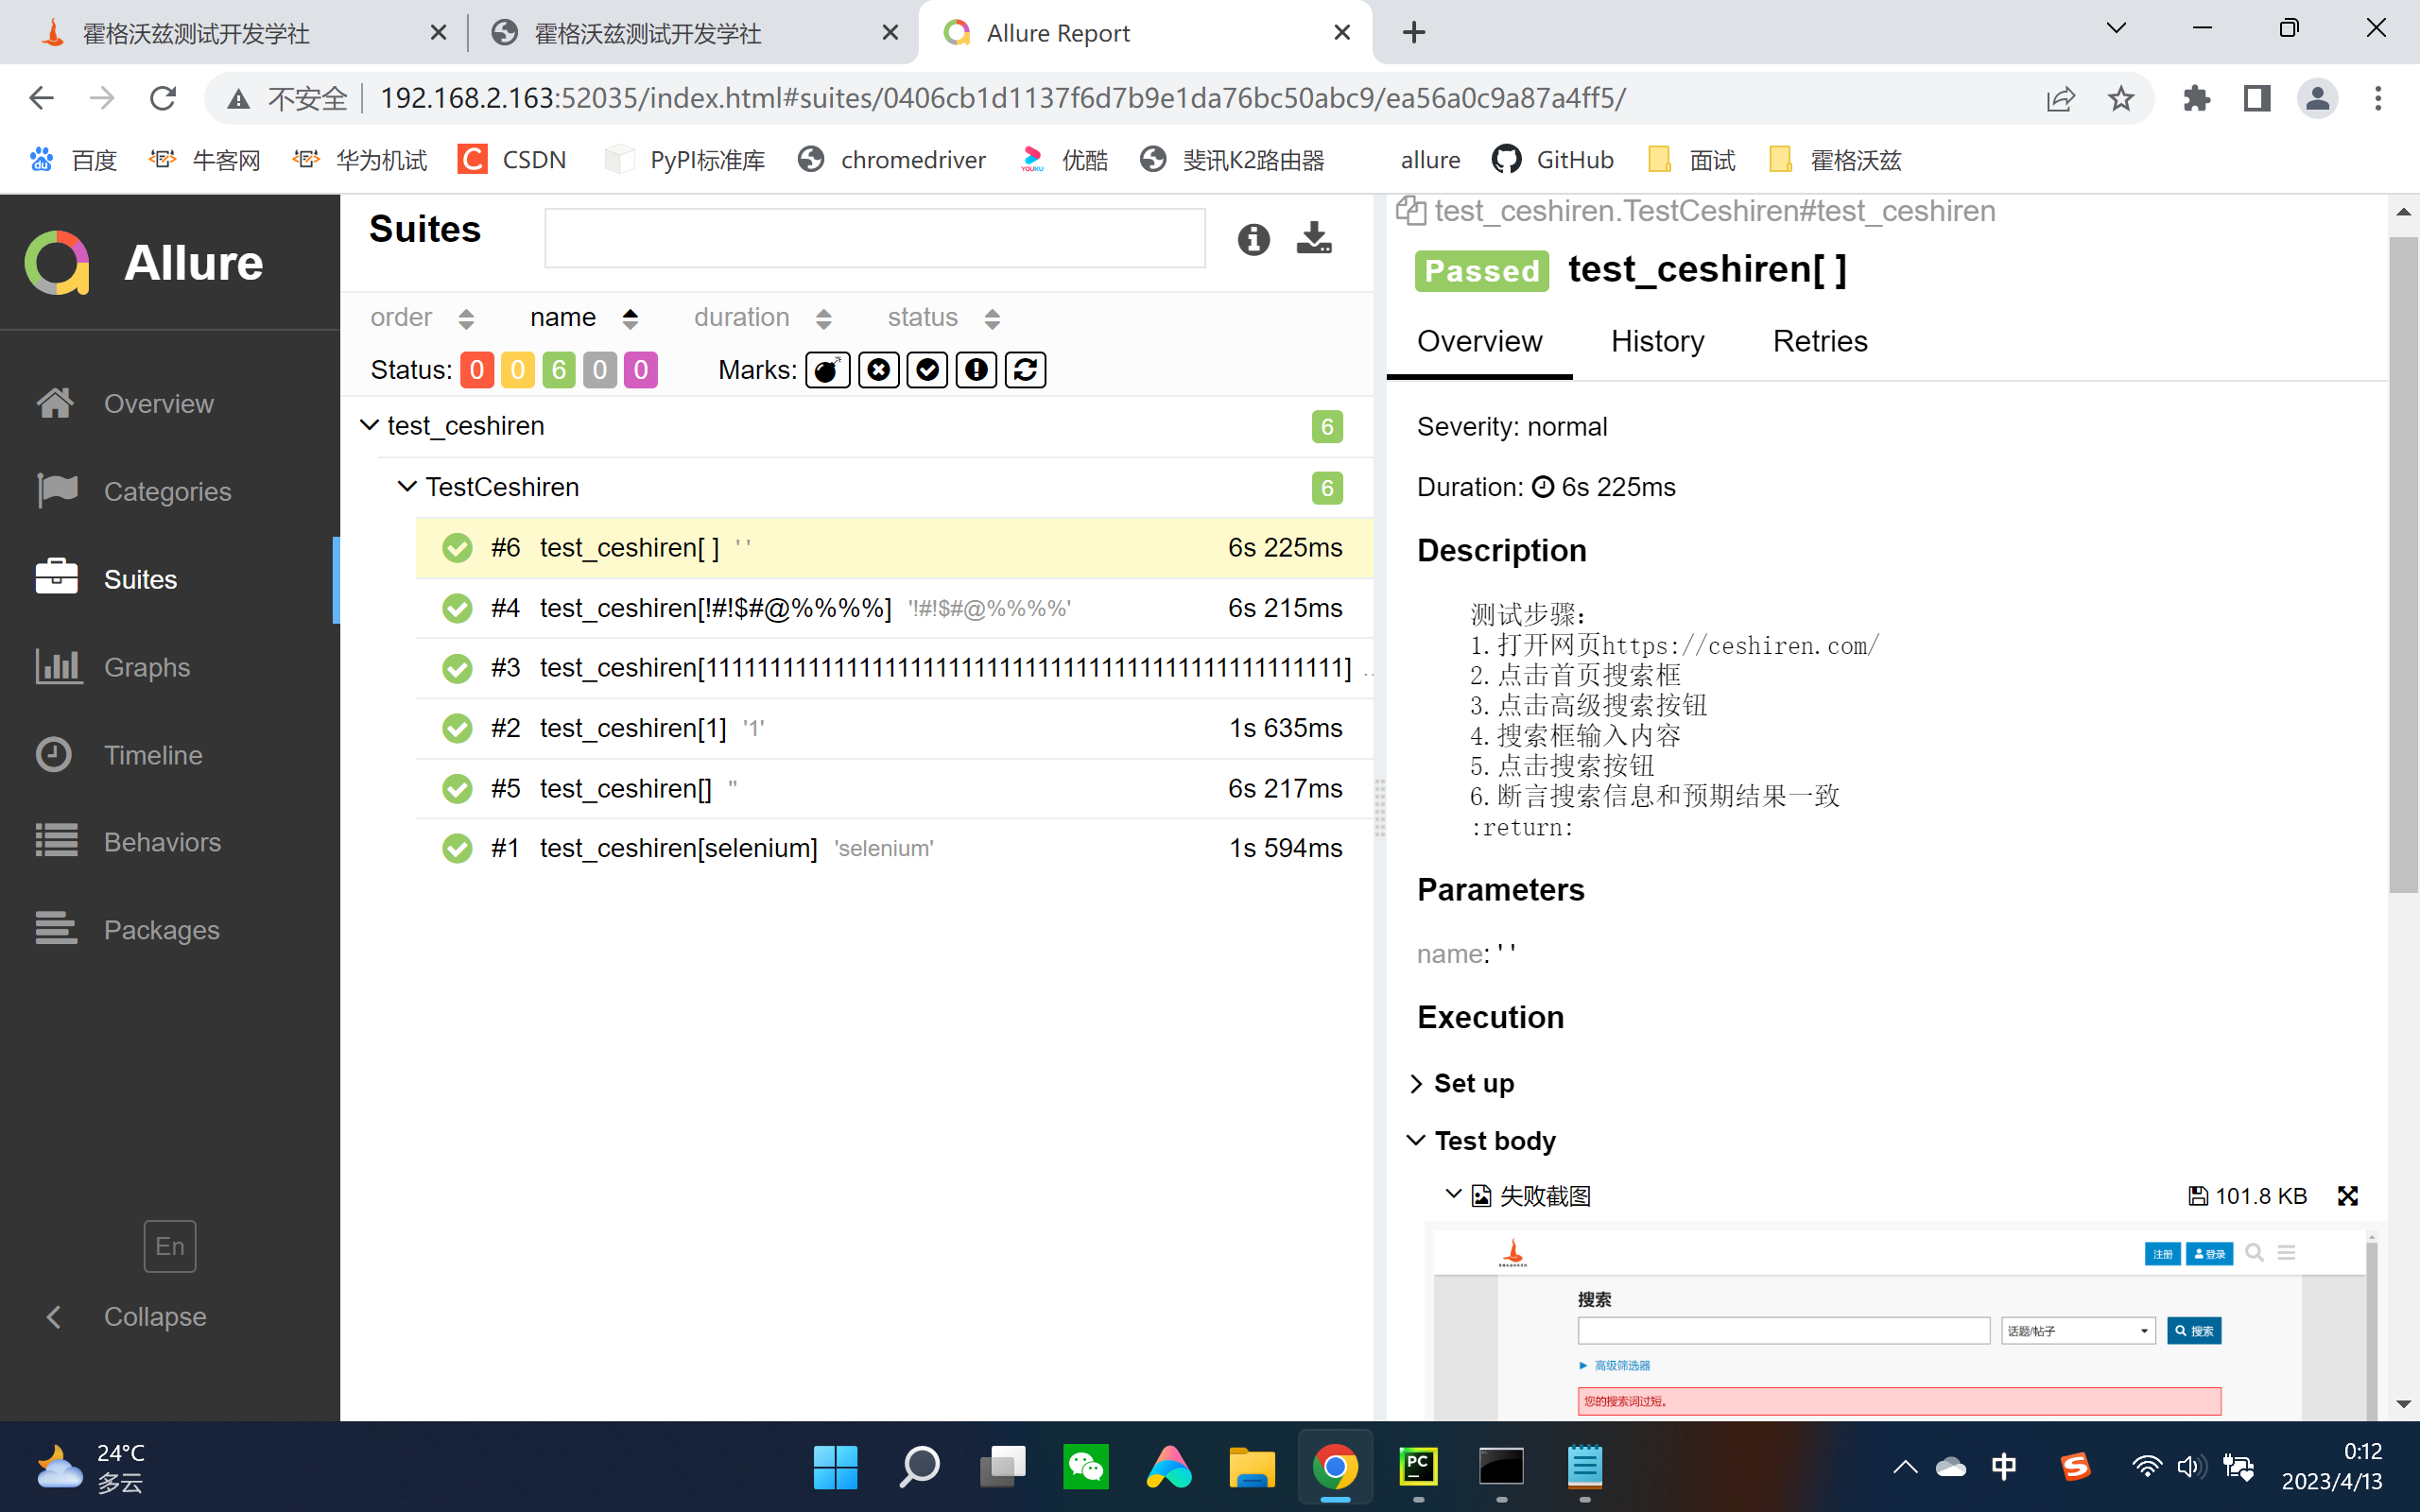 霍格沃兹测试开发学社
霍格沃兹测试开发学社
Allure Report
不安全
192.168.2.163:52035/index.html#suites/0406cb1d1137f6d7b9e1da76bc50abc9/ea56a0c9a87a4ff5/
百度
牛客网
华为机试
CSDN
PyPI标准库
chromedriver
优酷
斐讯K2路由器
allure
GitHub
面试
霍格沃兹
Allure
Overview
Categories
Suites
Graphs
Timeline
Behaviors
Packages
En
Collapse
Suites
order name duration status
Status: 0 0 6 0 0 Marks:
test_ceshiren 6
TestCeshiren 6
#6 test_ceshiren[ ] ' ' 6s 225ms
#4 test_ceshiren[!#!$#@%%%%] '!#!$#@%%%%' 6s 215ms
#2 test_ceshiren[1] '1' 1s 635ms
#5 test_ceshiren[] '' 6s 217ms
#1 test_ceshiren[selenium] 'selenium' 1s 594ms
test_ceshiren.TestCeshiren#test_ceshiren
Passed test_ceshiren[ ]
Overview History Retries
Severity: normal
Duration: 6s 225ms
Description
测试步骤:
1.打开网页https://ceshiren.com/
2.点击首页搜索框
3.点击高级搜索按钮
4.搜索框输入内容
5.点击搜索按钮
6.断言搜索信息和预期结果一致
:return:
Parameters
name: ' '
Execution
Set up
Test body
失败截图 101.8 KB
注册 登录
搜索
话题/帖子 搜索
高级筛选器
您的搜索词过短。
24°C
多云
中
0:12
2023/4/13